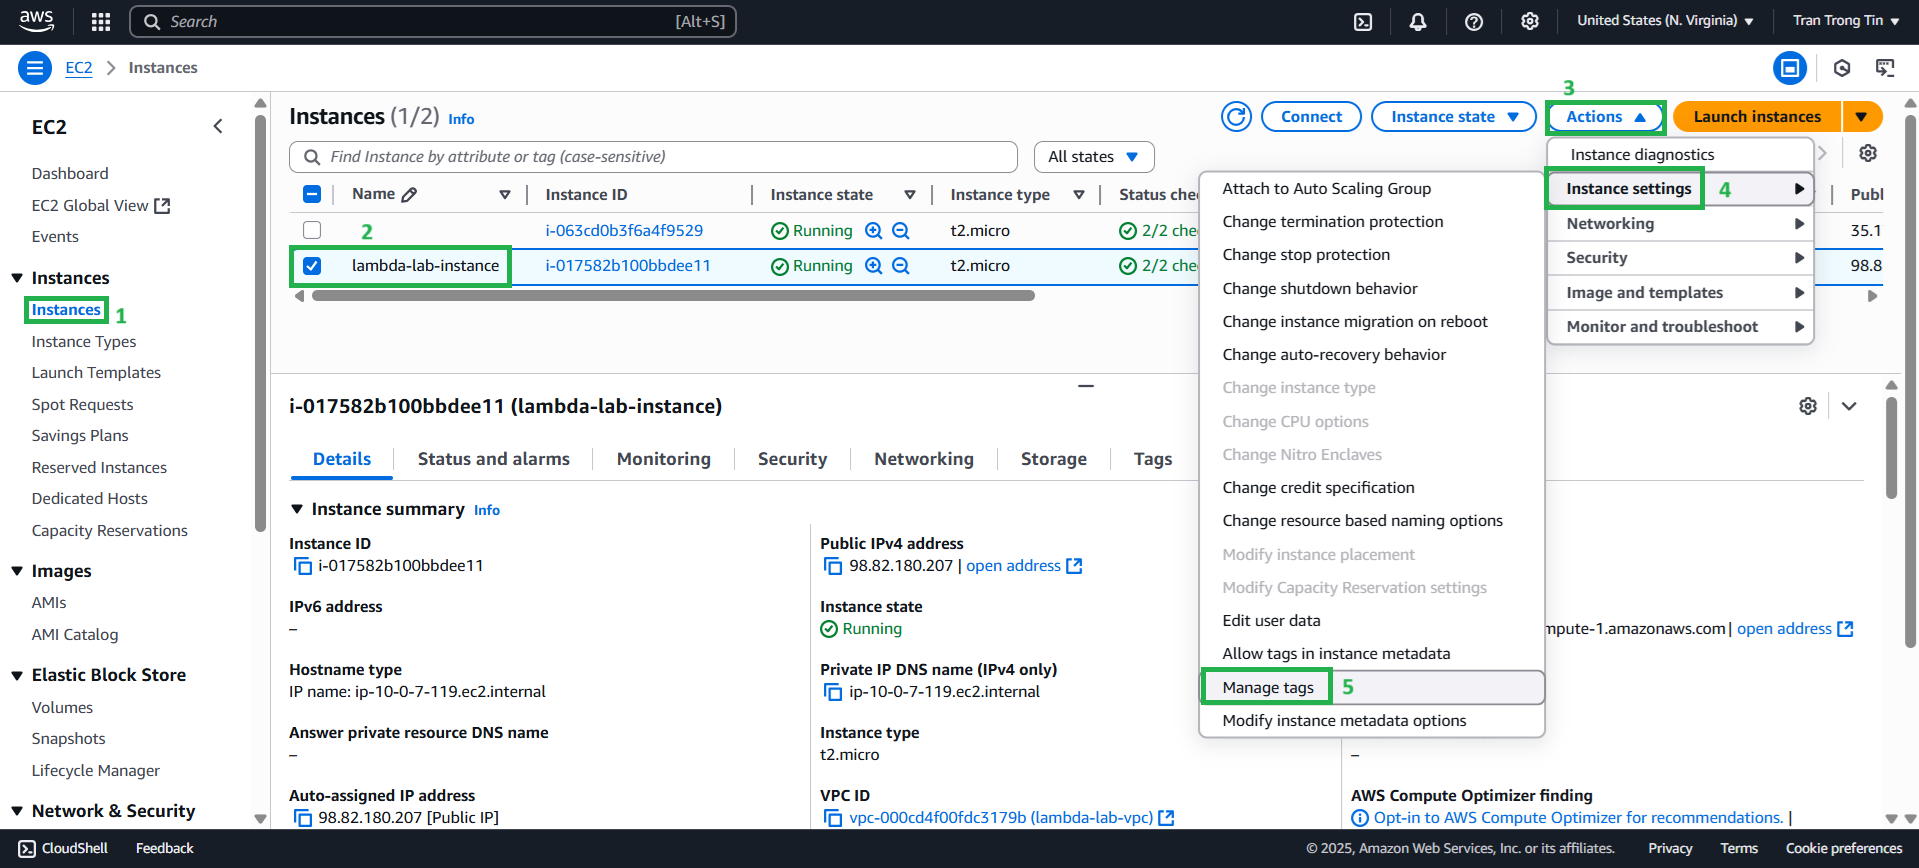 aws
Search [Alt+S]
United States (N. Virginia)
Tran Trong Tin
EC2 Instances
EC2
Dashboard
EC2 Global View
Events
Instances
Instances 1
Instance Types
Launch Templates
Spot Requests
Savings Plans
Reserved Instances
Dedicated Hosts
Capacity Reservations
Images
AMIs
AMI Catalog
Elastic Block Store
Volumes
Snapshots
Lifecycle Manager
Network & Security
Instances (1/2) Info
Connect
Instance state
3
Actions
Launch instances
Find Instance by attribute or tag (case-sensitive)
All states
Name Instance ID Instance state Instance type Status che Publ
2 i-063cd0b3f6a4f9529 Running t2.micro 2/2 che 35.1
lambda-lab-instance i-017582b100bbdee11 Running t2.micro 2/2 che 98.8
Instance diagnostics
Instance settings 4
Networking
Security
Image and templates
Monitor and troubleshoot
Attach to Auto Scaling Group
Change termination protection
Change stop protection
Change shutdown behavior
Change instance migration on reboot
Change auto-recovery behavior
Change instance type
Change CPU options
Change Nitro Enclaves
Change credit specification
Change resource based naming options
Modify instance placement
Modify Capacity Reservation settings
Edit user data
Allow tags in instance metadata
Manage tags 5
Modify instance metadata options
i-017582b100bbdee11 (lambda-lab-instance)
Details Status and alarms Monitoring Security Networking Storage Tags
Instance summary Info
Instance ID
i-017582b100bbdee11
IPv6 address
–
Hostname type
IP name: ip-10-0-7-119.ec2.internal
Answer private resource DNS name
–
Auto-assigned IP address
98.82.180.207 [Public IP]
Public IPv4 address
98.82.180.207 | open address
Instance state
Running
Private IP DNS name (IPv4 only)
ip-10-0-7-119.ec2.internal
Instance type
t2.micro
VPC ID
vpc-000cd4f00fdc3179b (lambda-lab-vpc)
mpute-1.amazonaws.com | open address
–
AWS Compute Optimizer finding
Opt-in to AWS Compute Optimizer for recommendations. |
CloudShell Feedback © 2025, Amazon Web Services, Inc. or its affiliates. Privacy Terms Cookie preferences